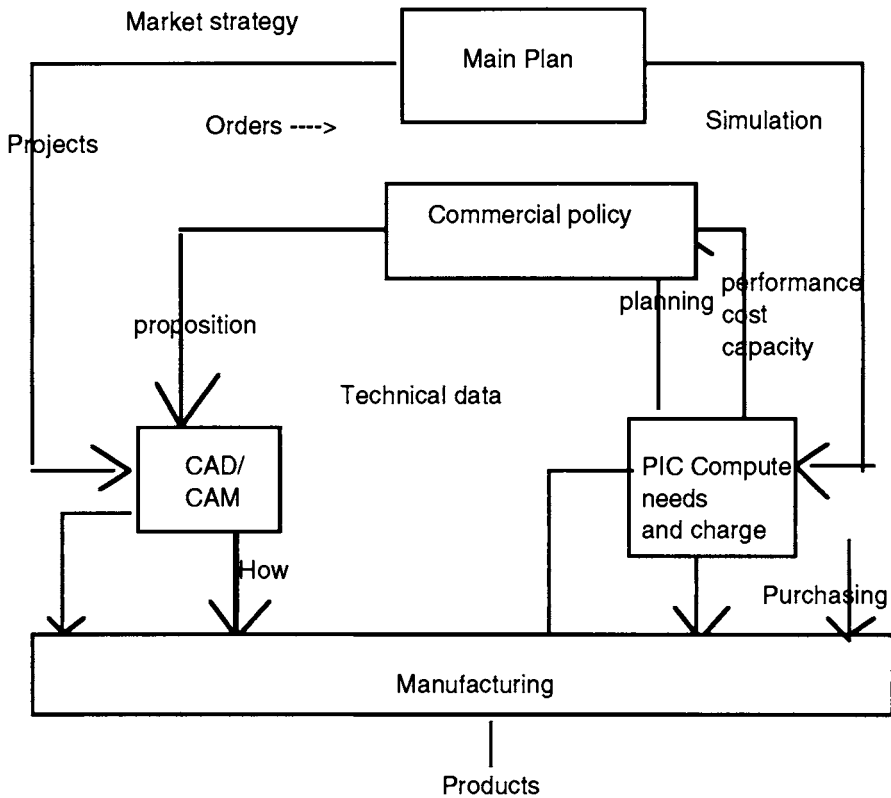 Market strategy
Main Plan
Orders ---->
Simulation
Projects
Commercial policy
planning
performance
cost
capacity
proposition
Technical data
CAD/
CAM
PIC Compute
needs
and charge
How
Purchasing
Manufacturing
Products